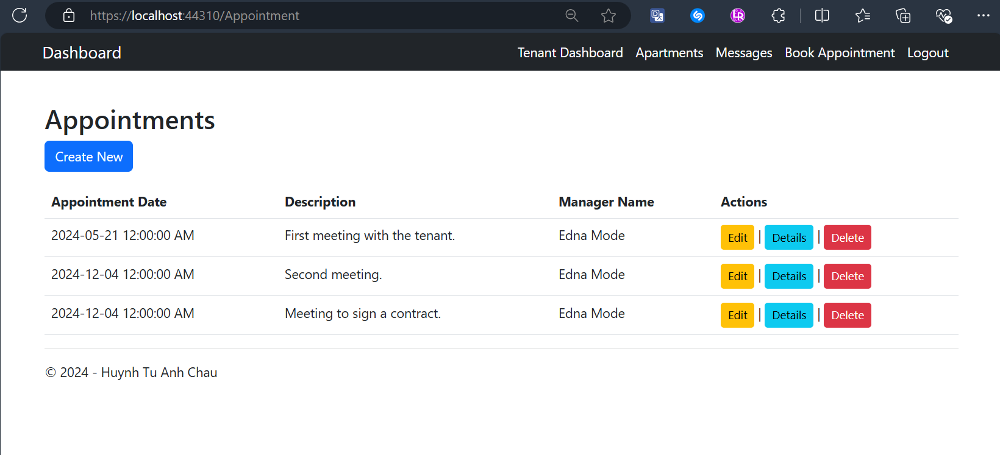 https://localhost:44310/Appointment
Dashboard Tenant Dashboard Apartments Messages Book Appointment Logout
Appointments
Create New
Appointment Date Description Manager Name Actions
2024-05-21 12:00:00 AM First meeting with the tenant. Edna Mode Edit | Details | Delete
2024-12-04 12:00:00 AM Second meeting. Edna Mode Edit | Details | Delete
2024-12-04 12:00:00 AM Meeting to sign a contract. Edna Mode Edit | Details | Delete
© 2024 - Huynh Tu Anh Chau